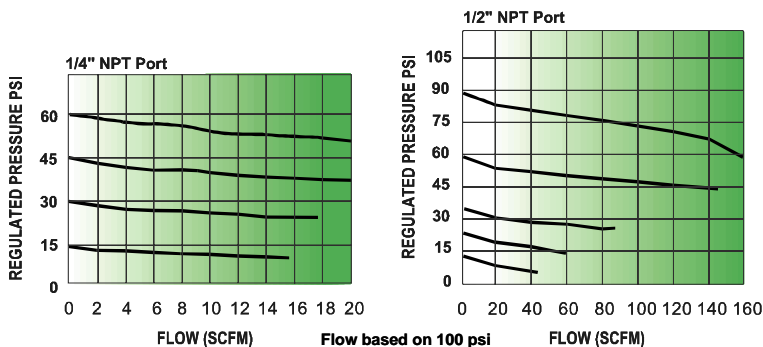 1/4" NPT Port
REGULATED PRESSURE PSI
60
45
30
15
0
0 2 4 6 8 10 12 14 16 18 20
FLOW (SCFM)
1/2" NPT Port
REGULATED PRESSURE PSI
105
90
75
60
45
30
15
0
0 20 40 60 80 100 120 140 160
FLOW (SCFM)
Flow based on 100 psi